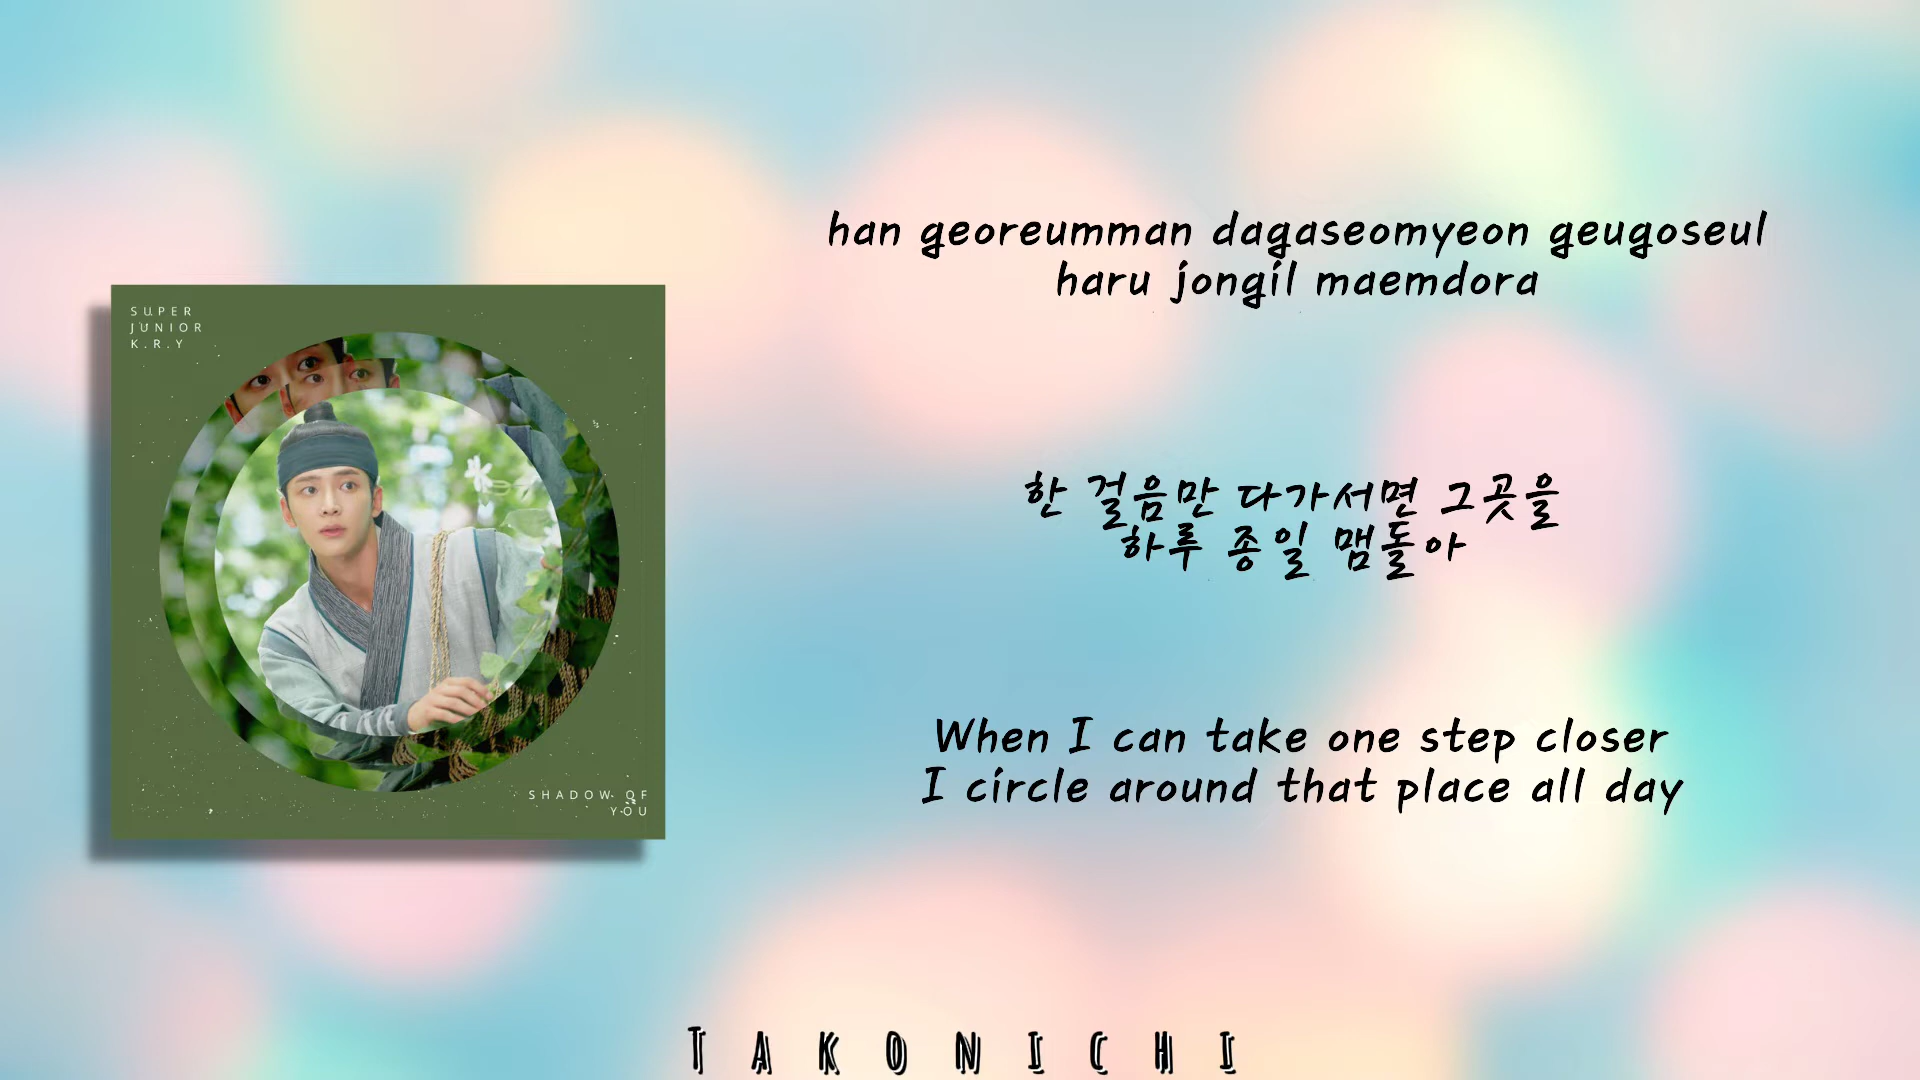 SUPER
JUNIOR
K.R.Y
SHADOW OF
YOU
han georeumman dagaseomyeon geugoseul
haru jongil maemdora
한 걸음만 다가서면 그곳을
하루 종일 맴돌아
When I can take one step closer
I circle around that place all day
TAKONICHI